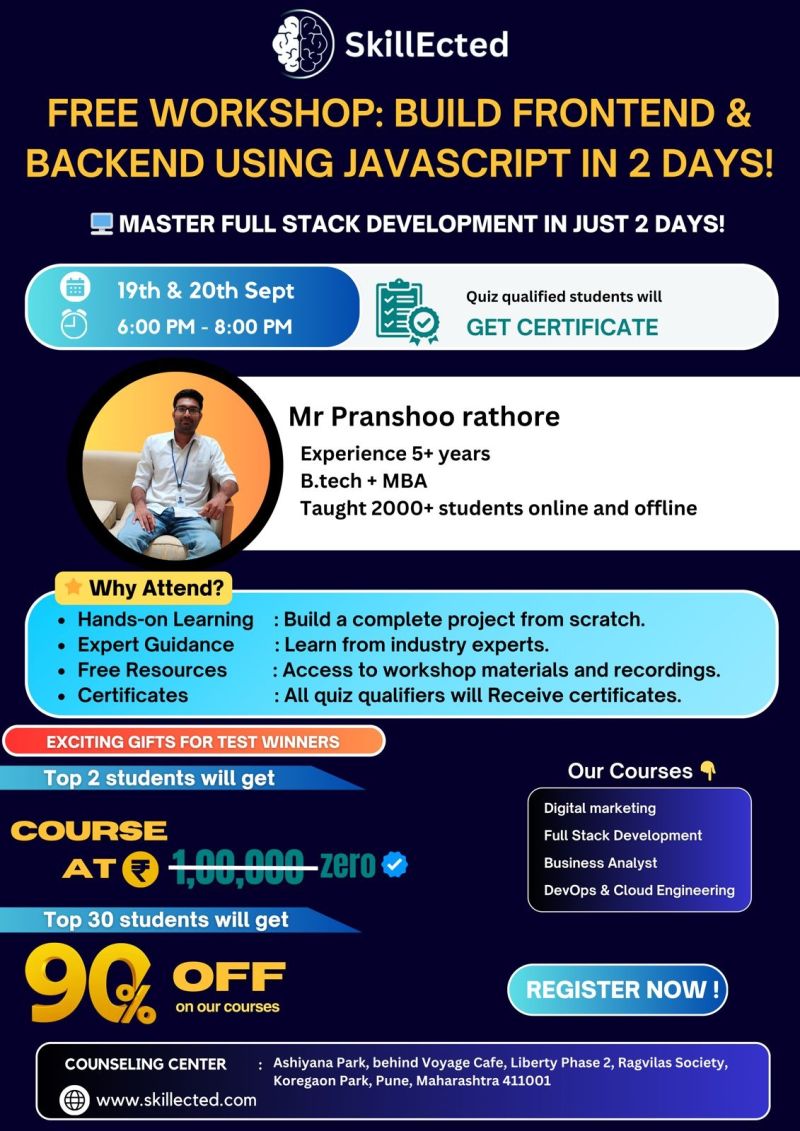 SkillEcted
FREE WORKSHOP: BUILD FRONTEND &
BACKEND USING JAVASCRIPT IN 2 DAYS!
MASTER FULL STACK DEVELOPMENT IN JUST 2 DAYS!
19th & 20th Sept
6:00 PM - 8:00 PM
Quiz qualified students will
GET CERTIFICATE
Mr Pranshoo rathore
Experience 5+ years
B.tech + MBA
Taught 2000+ students online and offline
Why Attend?
• Hands-on Learning : Build a complete project from scratch.
• Expert Guidance : Learn from industry experts.
• Free Resources : Access to workshop materials and recordings.
• Certificates : All quiz qualifiers will Receive certificates.
EXCITING GIFTS FOR TEST WINNERS
Top 2 students will get
COURSE
AT ₹ 1,00,000 zero
Top 30 students will get
90% OFF
on our courses
Our Courses 👇
Digital marketing
Full Stack Development
Business Analyst
DevOps & Cloud Engineering
REGISTER NOW !
COUNSELING CENTER : Ashiyana Park, behind Voyage Cafe, Liberty Phase 2, Ragvilas Society,
Koregaon Park, Pune, Maharashtra 411001
www.skillected.com